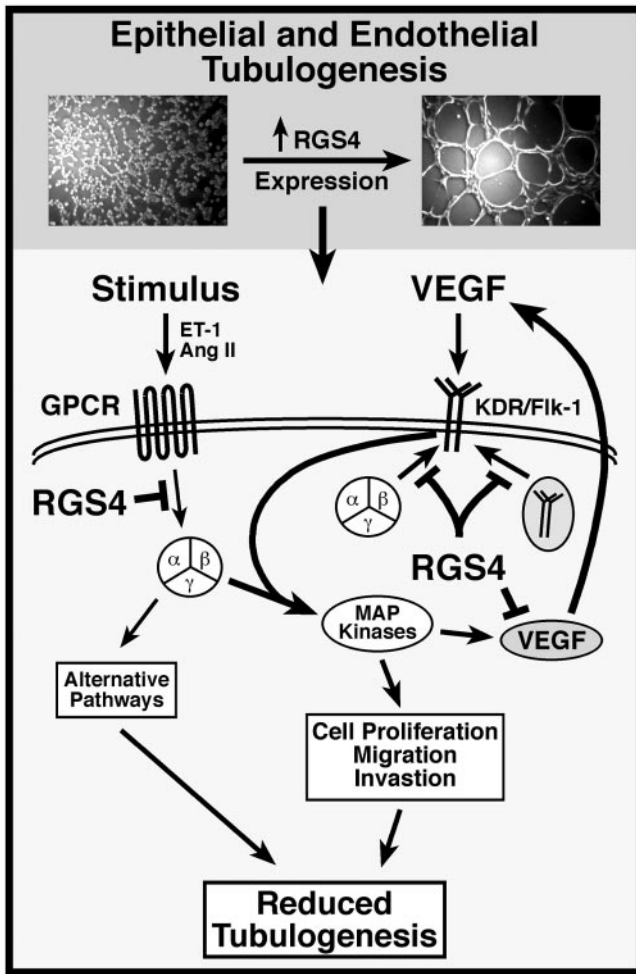 Epithelial and Endothelial
Tubulogenesis
RGS4
Expression
Stimulus
VEGF
ET-1
Ang II
GPCR
KDR/Flk-1
RGS4
α β
γ
α β
γ
RGS4
MAP
Kinases
VEGF
Alternative
Pathways
Cell Proliferation
Migration
Invastion
Reduced
Tubulogenesis